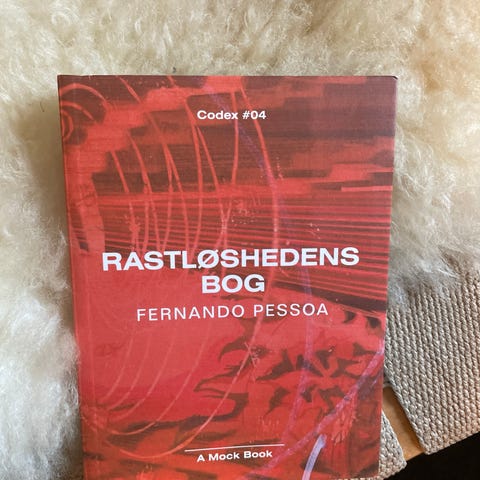 Codex #04
RASTLØSHEDENS
BOG
FERNANDO PESSOA
A Mock Book